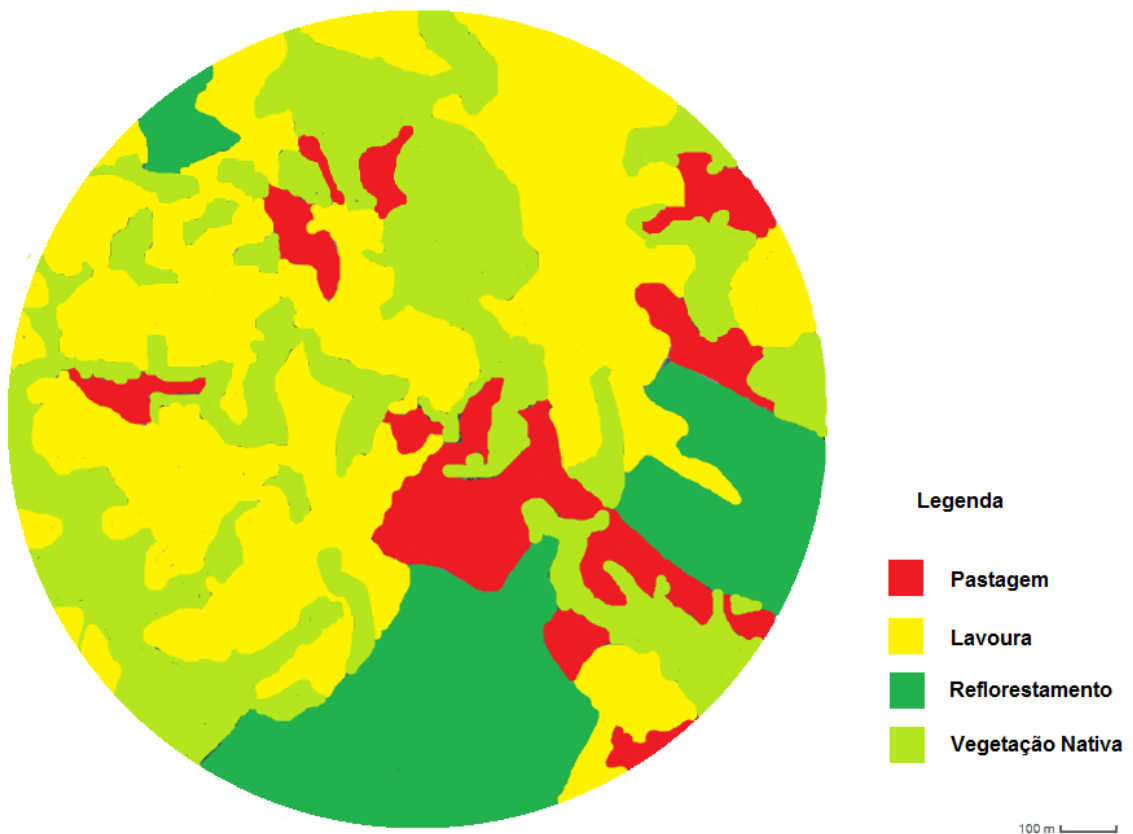 Legenda
Pastagem
Lavoura
Reflorestamento
Vegetação Nativa
100 m